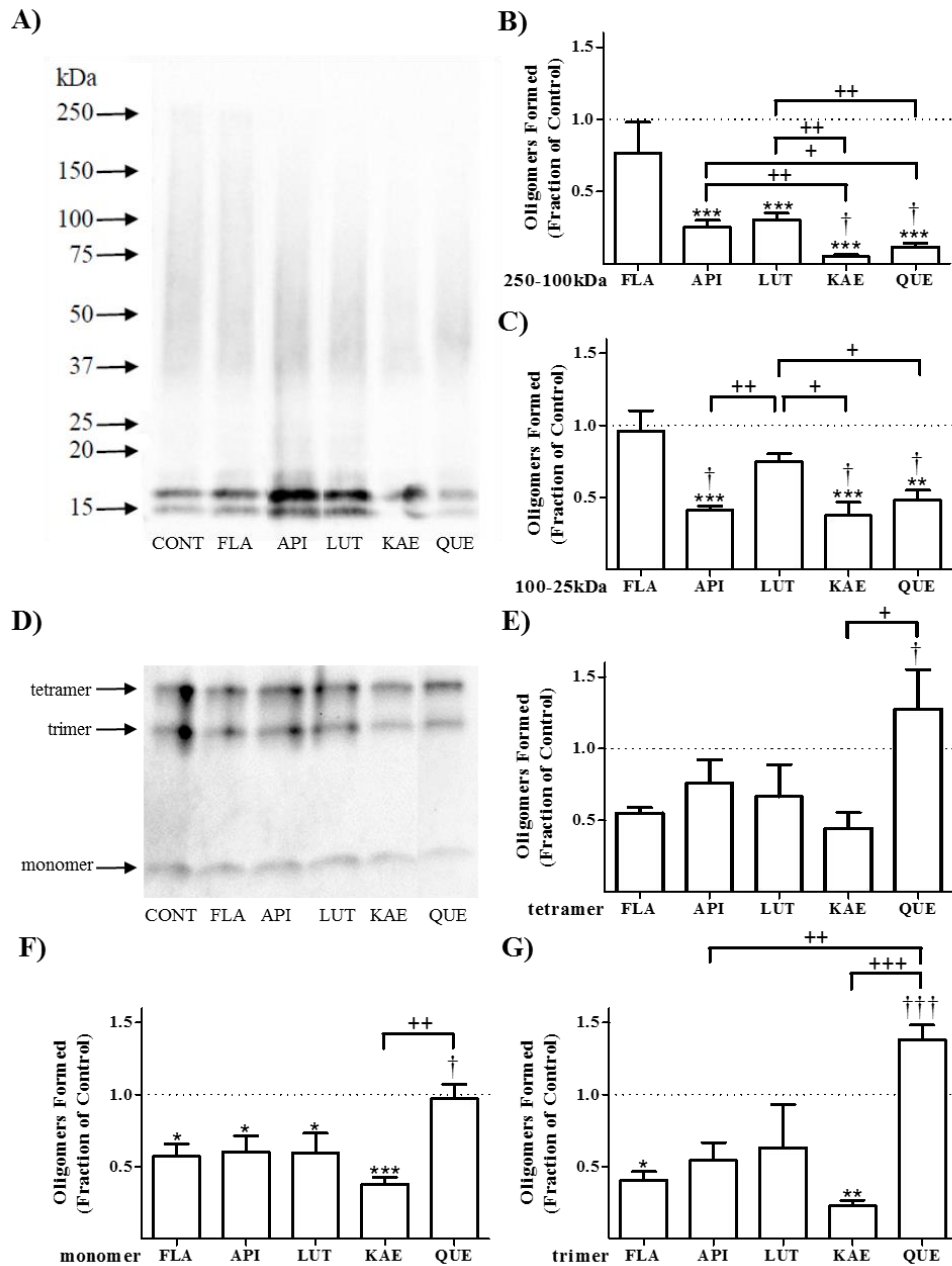 A)
kDa
250
150
100
75
50
37
25
20
15
CONT FLA API LUT KAE QUE
B)
Oligomers Formed
(Fraction of Control)
1.5
1.0
0.5
++
++
+
++
*** *** † *** † ***
250-100kDa FLA API LUT KAE QUE
C)
Oligomers Formed
(Fraction of Control)
1.5
1.0
0.5
+
++ +
† *** † *** † **
100-25kDa FLA API LUT KAE QUE
D)
tetramer
trimer
monomer
CONT FLA API LUT KAE QUE
E)
Oligomers Formed
(Fraction of Control)
1.5
1.0
0.5
+
†
tetramer FLA API LUT KAE QUE
F)
Oligomers Formed
(Fraction of Control)
1.5
1.0
0.5
++
†
* * * ***
monomer FLA API LUT KAE QUE
G)
Oligomers Formed
(Fraction of Control)
1.5
1.0
0.5
++
+++
†††
* **
trimer FLA API LUT KAE QUE